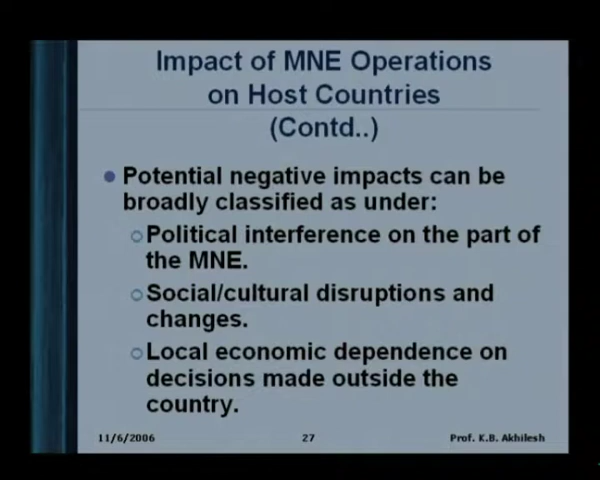 Impact of MNE Operations
on Host Countries
(Contd..)
Potential negative impacts can be
broadly classified as under:
Political interference on the part of
the MNE.
Social/cultural disruptions and
changes.
Local economic dependence on
decisions made outside the
country.
11/6/2006 27 Prof. K.B. Akhilesh